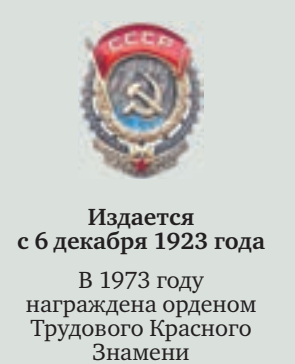 СССР
Издается
с 6 декабря 1923 года
В 1973 году
награждена орденом
Трудового Красного
Знамени